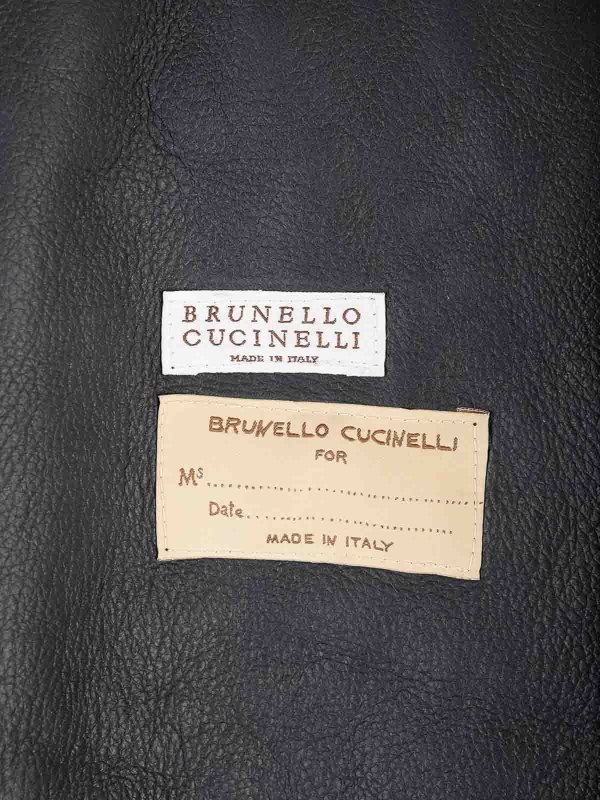 BRUNELLO
CUCINELLI
MADE IN ITALY
BRUNELLO CUCINELLI
FOR
Ms..............................
Date..............................
MADE IN ITALY